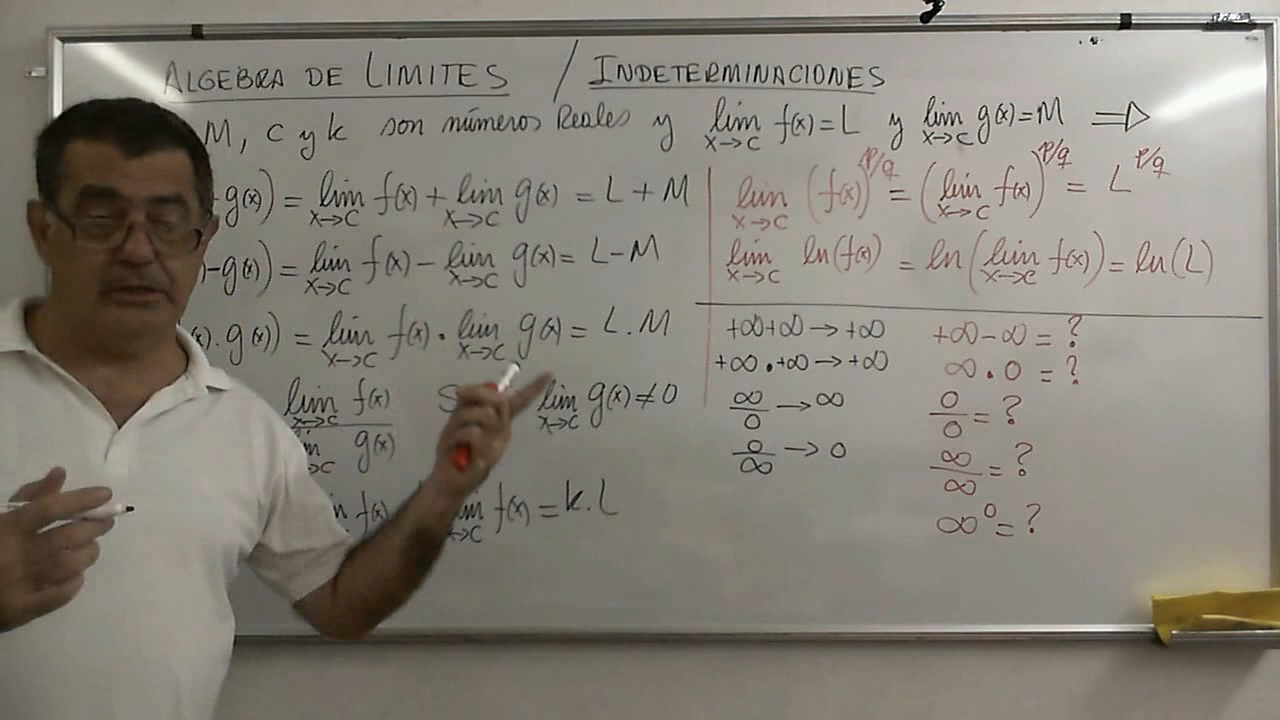 ALGEBRA DE LIMITES / INDETERMINACIONES
M, C y k son números Reales y lim x→c f(x) = L y lim x→c g(x) = M ⇒
g(x)) = lim x→c f(x) + lim x→c g(x) = L + M
-g(x)) = lim x→c f(x) - lim x→c g(x) = L - M
(x) . g(x)) = lim x→c f(x) . lim x→c g(x) = L . M
lim x→c f(x)
g(x)
lim x→c g(x) ≠ 0
f(x) f(x) = k . L
lim x→c (f(x))^p/q = (lim x→c f(x))^p/q = L^p/q
lim x→c ln(f(x)) = ln(lim x→c f(x)) = ln(L)
+∞+∞ → +∞
+∞ . +∞ → +∞
∞/0 → ∞
0/∞ → 0
+∞-∞ = ?
∞ . 0 = ?
0/0 = ?
∞/∞ = ?
∞^0 = ?